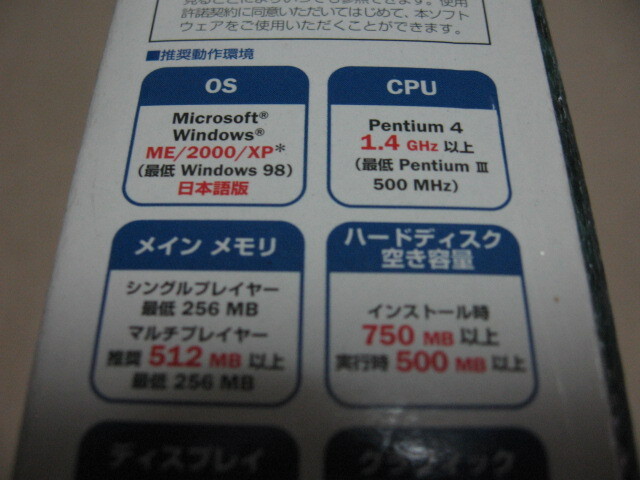 許諾契約に同意いただいてはじめて、本ソフト
ウェアをご使用いただくことができます。
■推奨動作環境
OS
Microsoft®
Windows®
ME/2000/XP*
(最低 Windows 98)
日本語版
CPU
Pentium 4
1.4 GHz 以上
(最低 Pentium III
500 MHz)
メイン メモリ
シングルプレイヤー
最低 256 MB
マルチプレイヤー
推奨 512 MB 以上
最低 256 MB
ハードディスク
空き容量
インストール時
750 MB 以上
実行時 500 MB 以上
ディスプレイ
グラフィック